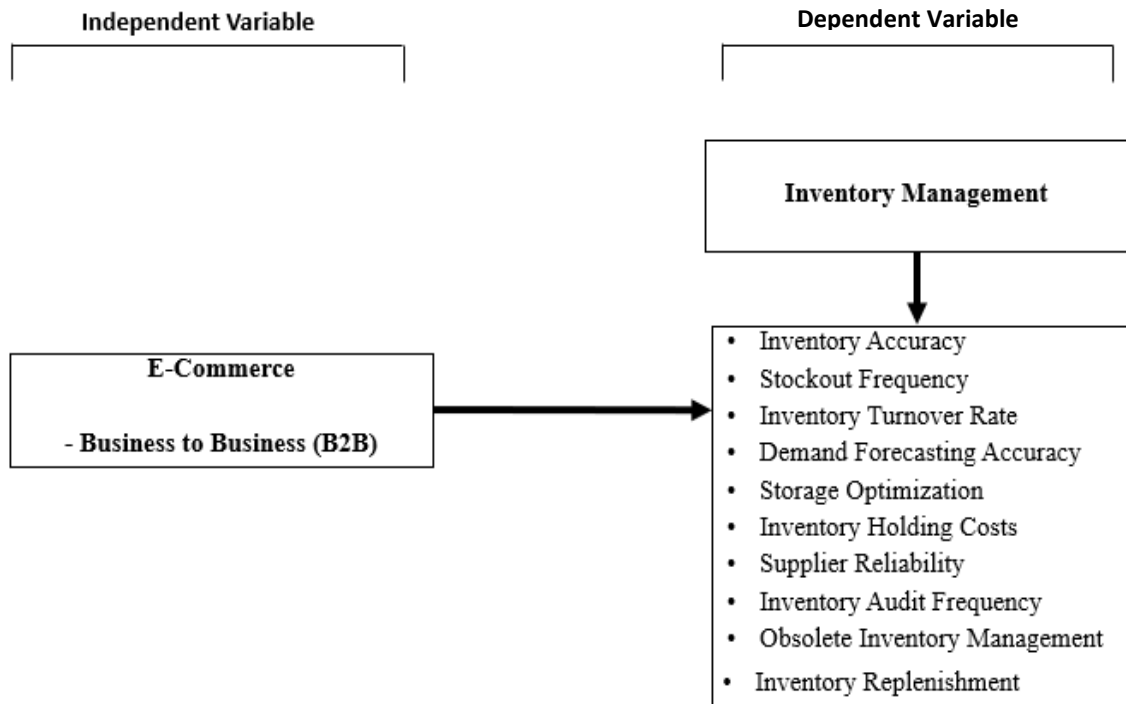 Independent Variable
Dependent Variable
Inventory Management
E-Commerce
- Business to Business (B2B)
• Inventory Accuracy
• Stockout Frequency
• Inventory Turnover Rate
• Demand Forecasting Accuracy
• Storage Optimization
• Inventory Holding Costs
• Supplier Reliability
• Inventory Audit Frequency
• Obsolete Inventory Management
• Inventory Replenishment